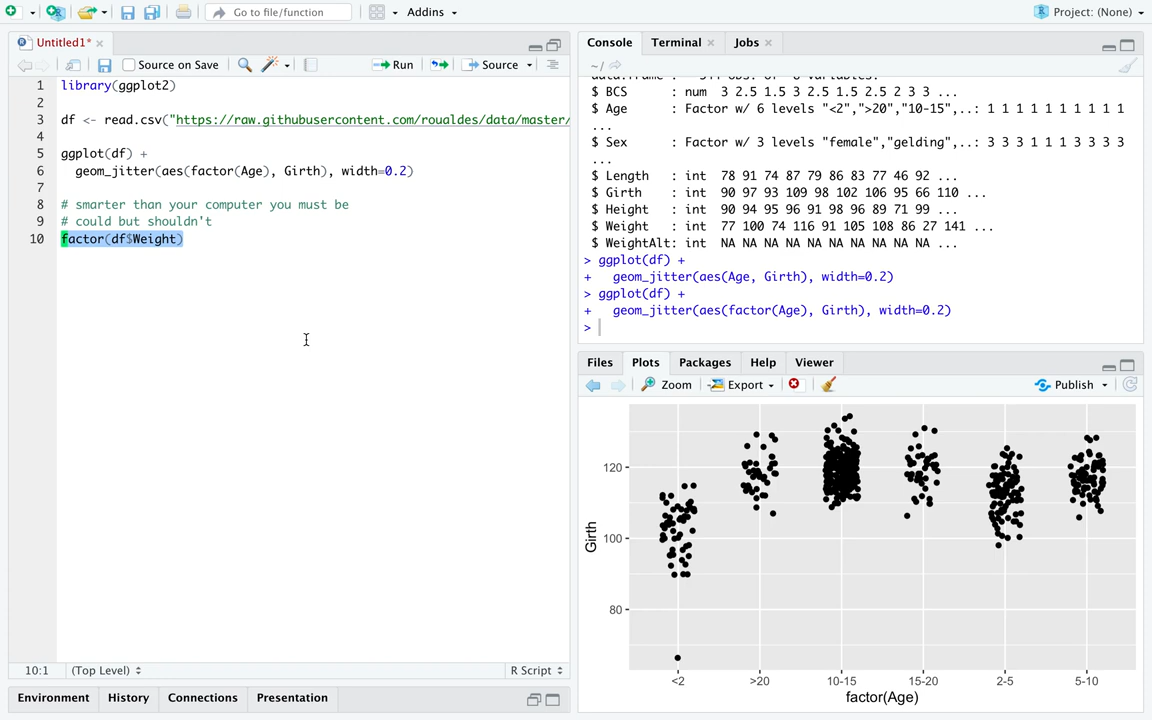 Go to file/function
Addins
Project: (None)
Untitled1*
Source on Save
Run
Source
1 library(ggplot2)
2
3 df <- read.csv("https://raw.githubusercontent.com/roualdes/data/master/
4
5 ggplot(df) +
6 geom_jitter(aes(factor(Age), Girth), width=0.2)
7
8 # smarter than your computer you must be
9 # could but shouldn't
10 factor(df$Weight)
10:1
(Top Level)
R Script
Environment
History
Connections
Presentation
Console
Terminal
Jobs
~/
$ BCS : num 3 2.5 1.5 3 2.5 1.5 2.5 2 3 3 ...
$ Age : Factor w/ 6 levels "<2",">20","10-15",..: 1 1 1 1 1 1 1 1 1 1
...
$ Sex : Factor w/ 3 levels "female","gelding",..: 3 3 3 1 1 1 3 3 3 3
...
$ Length : int 78 91 74 87 79 86 83 77 46 92 ...
$ Girth : int 90 97 93 109 98 102 106 95 66 110 ...
$ Height : int 90 94 95 96 91 98 96 89 71 99 ...
$ Weight : int 77 100 74 116 91 105 108 86 27 141 ...
$ WeightAlt: int NA NA NA NA NA NA NA NA NA ...
> ggplot(df) +
+ geom_jitter(aes(Age, Girth), width=0.2)
> ggplot(df) +
+ geom_jitter(aes(factor(Age), Girth), width=0.2)
>
Files
Plots
Packages
Help
Viewer
Zoom
Export
Publish
Girth
120
100
80
<2
>20
10-15
15-20
2-5
5-10
factor(Age)